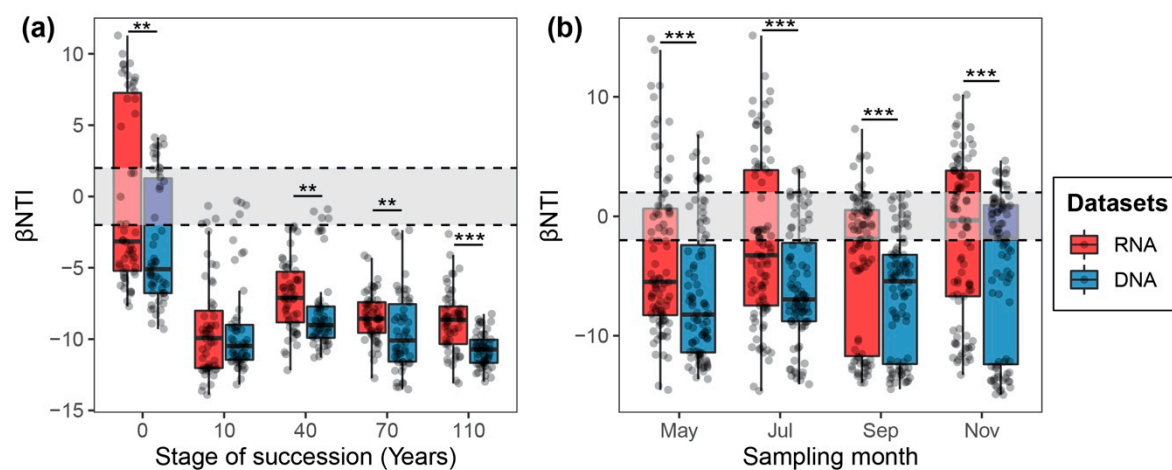 (a)
βNTI
10
5
0
−5
−10
−15
**
**
**
***
0 10 40 70 110
Stage of succession (Years)
(b)
βNTI
10
0
−10
***
***
***
***
May Jul Sep Nov
Sampling month
Datasets
RNA
DNA